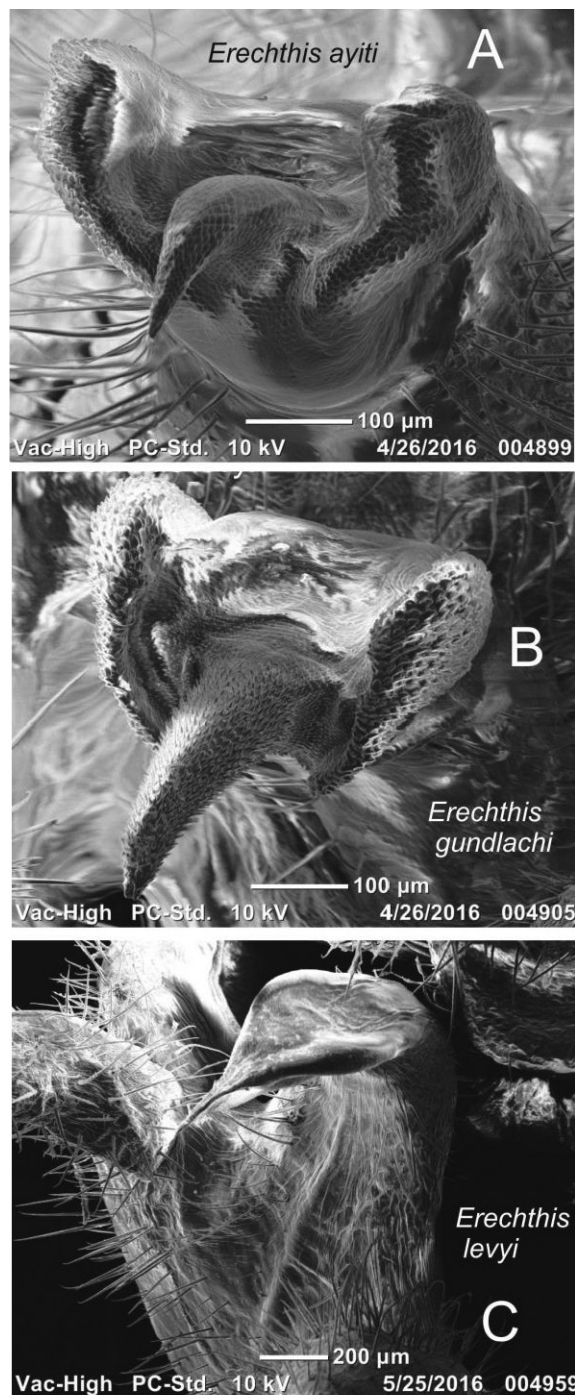 Erechthis ayiti
A
100 µm
Vac-High PC-Std. 10 kV 4/26/2016 004899
B
Erechthis
gundlachi
100 µm
Vac-High PC-Std. 10 kV 4/26/2016 004905
Erechthis
levyi
C
200 µm
Vac-High PC-Std. 10 kV 5/25/2016 004959